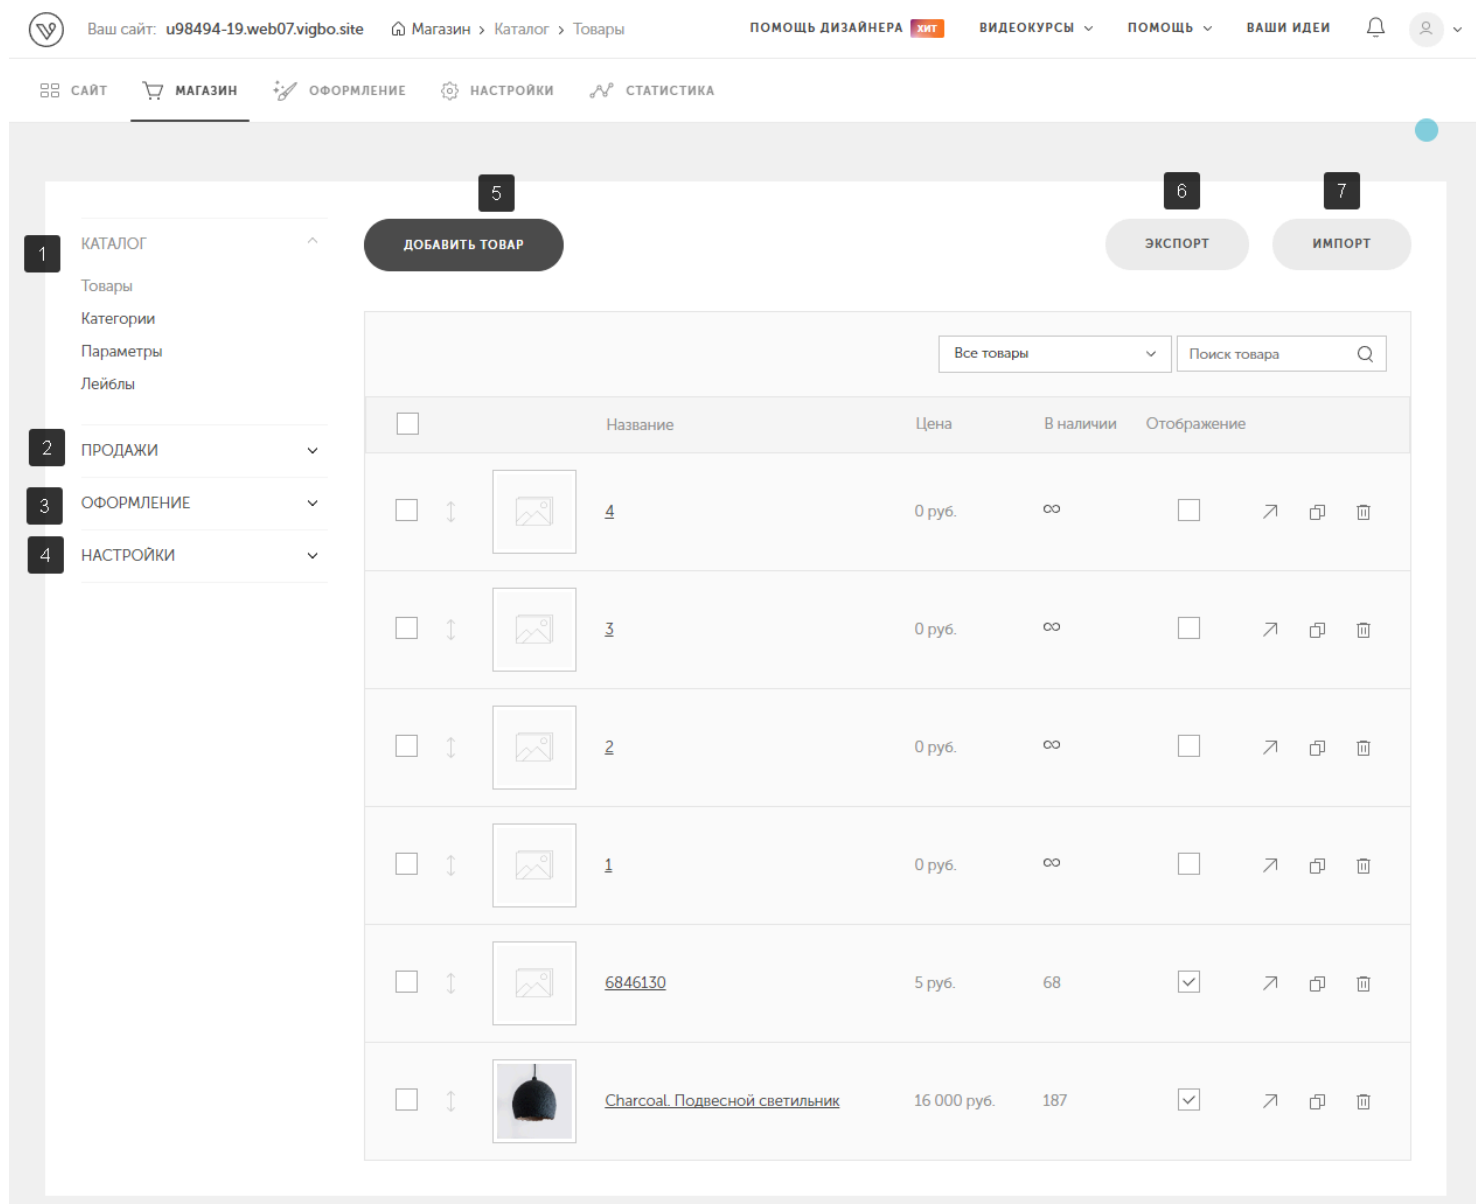 Ваш сайт: u98494-19.web07.vigbo.site Магазин > Каталог > Товары ПОМОЩЬ ДИЗАЙНЕРА ХИТ ВИДЕОКУРСЫ ПОМОЩЬ ВАШИ ИДЕИ
САЙТ МАГАЗИН ОФОРМЛЕНИЕ НАСТРОЙКИ СТАТИСТИКА
5 6 7
1 КАТАЛОГ ДОБАВИТЬ ТОВАР ЭКСПОРТ ИМПОРТ
Товары
Категории
Параметры
Лейблы
Все товары Поиск товара
Название Цена В наличии Отображение
2 ПРОДАЖИ
3 ОФОРМЛЕНИЕ
4 НАСТРОЙКИ
4 0 руб. ∞
3 0 руб. ∞
2 0 руб. ∞
1 0 руб. ∞
6846130 5 руб. 68
Charcoal. Подвесной светильник 16 000 руб. 187